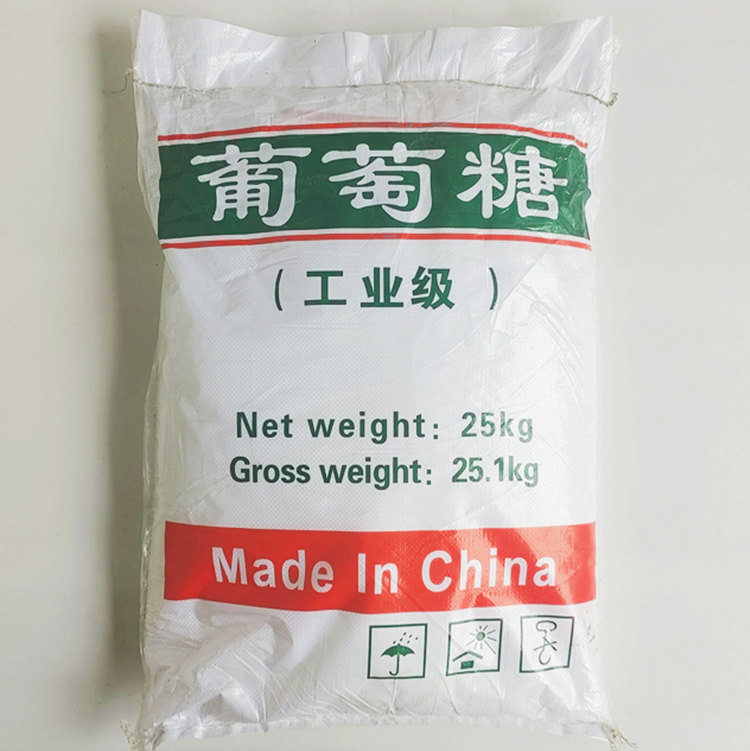 葡萄糖
（工业级 ）
Net weight：25kg
Gross weight：25.1kg
Made In China